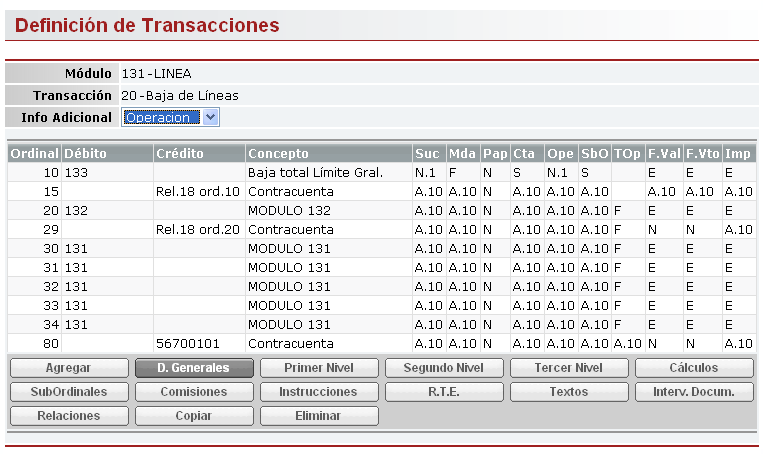 Definición de Transacciones
Módulo 131-LINEA
Transacción 20-Baja de Líneas
Info Adicional Operacion
Ordinal Débito Crédito Concepto Suc Mda Pap Cta Ope SbO TOp F.Val F.Vto Imp
10 133 Baja total Límite Gral. N.1 F N S N.1 S E E E
15 Rel.18 ord.10 Contracuenta A.10 A.10 N A.10 A.10 A.10 A.10 A.10 A.10
20 132 MODULO 132 A.10 A.10 N A.10 A.10 A.10 F E E E
29 Rel.18 ord.20 Contracuenta A.10 A.10 N A.10 A.10 A.10 F N N A.10
30 131 MODULO 131 A.10 A.10 N A.10 A.10 A.10 F E E E
31 131 MODULO 131 A.10 A.10 N A.10 A.10 A.10 F E E E
32 131 MODULO 131 A.10 A.10 N A.10 A.10 A.10 F E E E
33 131 MODULO 131 A.10 A.10 N A.10 A.10 A.10 F E E E
34 131 MODULO 131 A.10 A.10 N A.10 A.10 A.10 F E E E
80 56700101 Contracuenta A.10 A.10 N A.10 A.10 A.10 A.10 N N A.10
Agregar D. Generales Primer Nivel Segundo Nivel Tercer Nivel Cálculos
SubOrdinales Comisiones Instrucciones R.T.E. Textos Interv. Docum.
Relaciones Copiar Eliminar